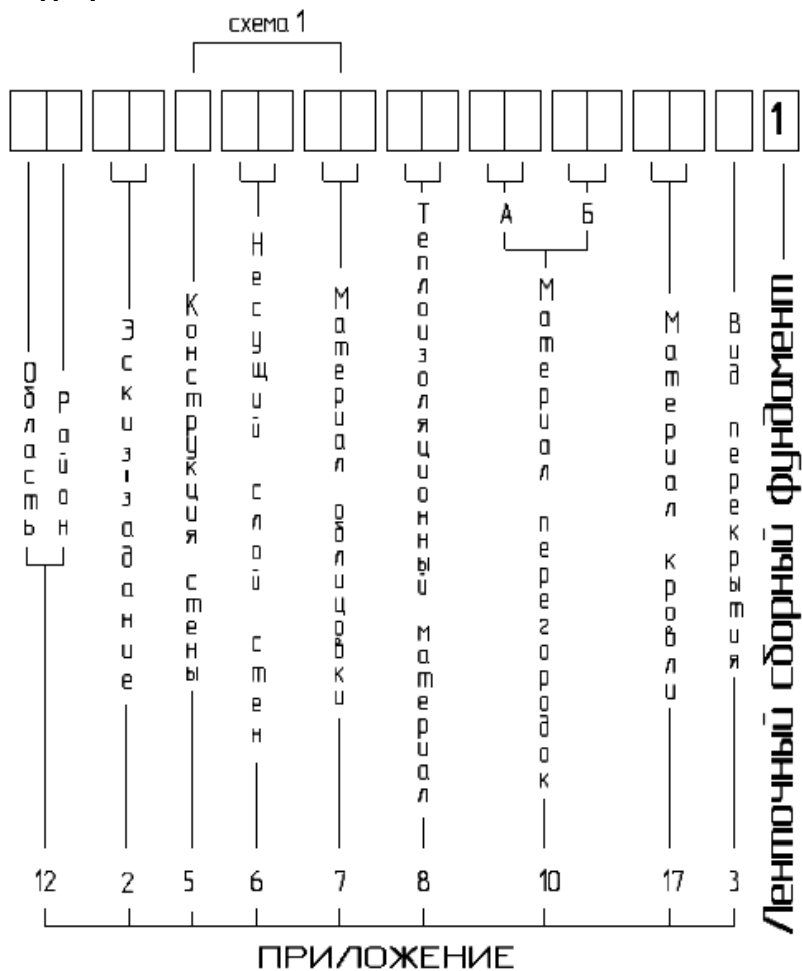 схема 1
1
Область
Район
Эскиз-задание
Конструкция стены
Несущий слой стен
Материал облицовки
Теплоизоляционный материал
А
Б
Материал перегородок
Материал кровли
Вид перекрытия
Ленточный сборный фундамент
12
2
5
6
7
8
10
17
3
ПРИЛОЖЕНИЕ